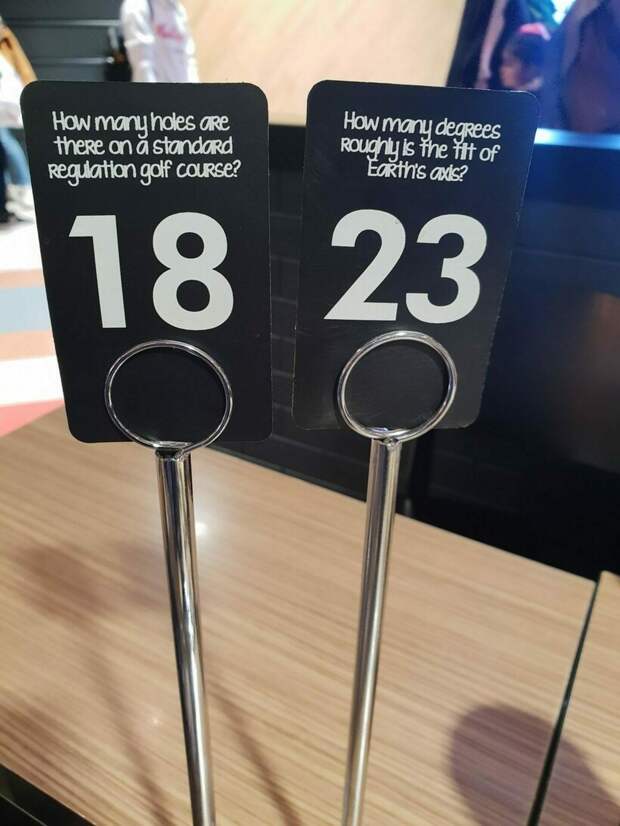 How many holes are
there on a standard
regulation golf course?
18
How many degrees
roughly is the tilt of
Earth's axis?
23